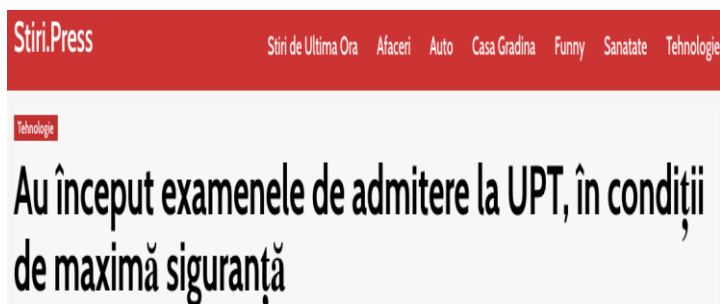 Stiri.Press
Stiri de Ultima Ora Afaceri Auto Casa Gradina Funny Sanatate Tehnologie
Tehnologie
Au început examenele de admitere la UPT, în condiții
de maximă siguranță